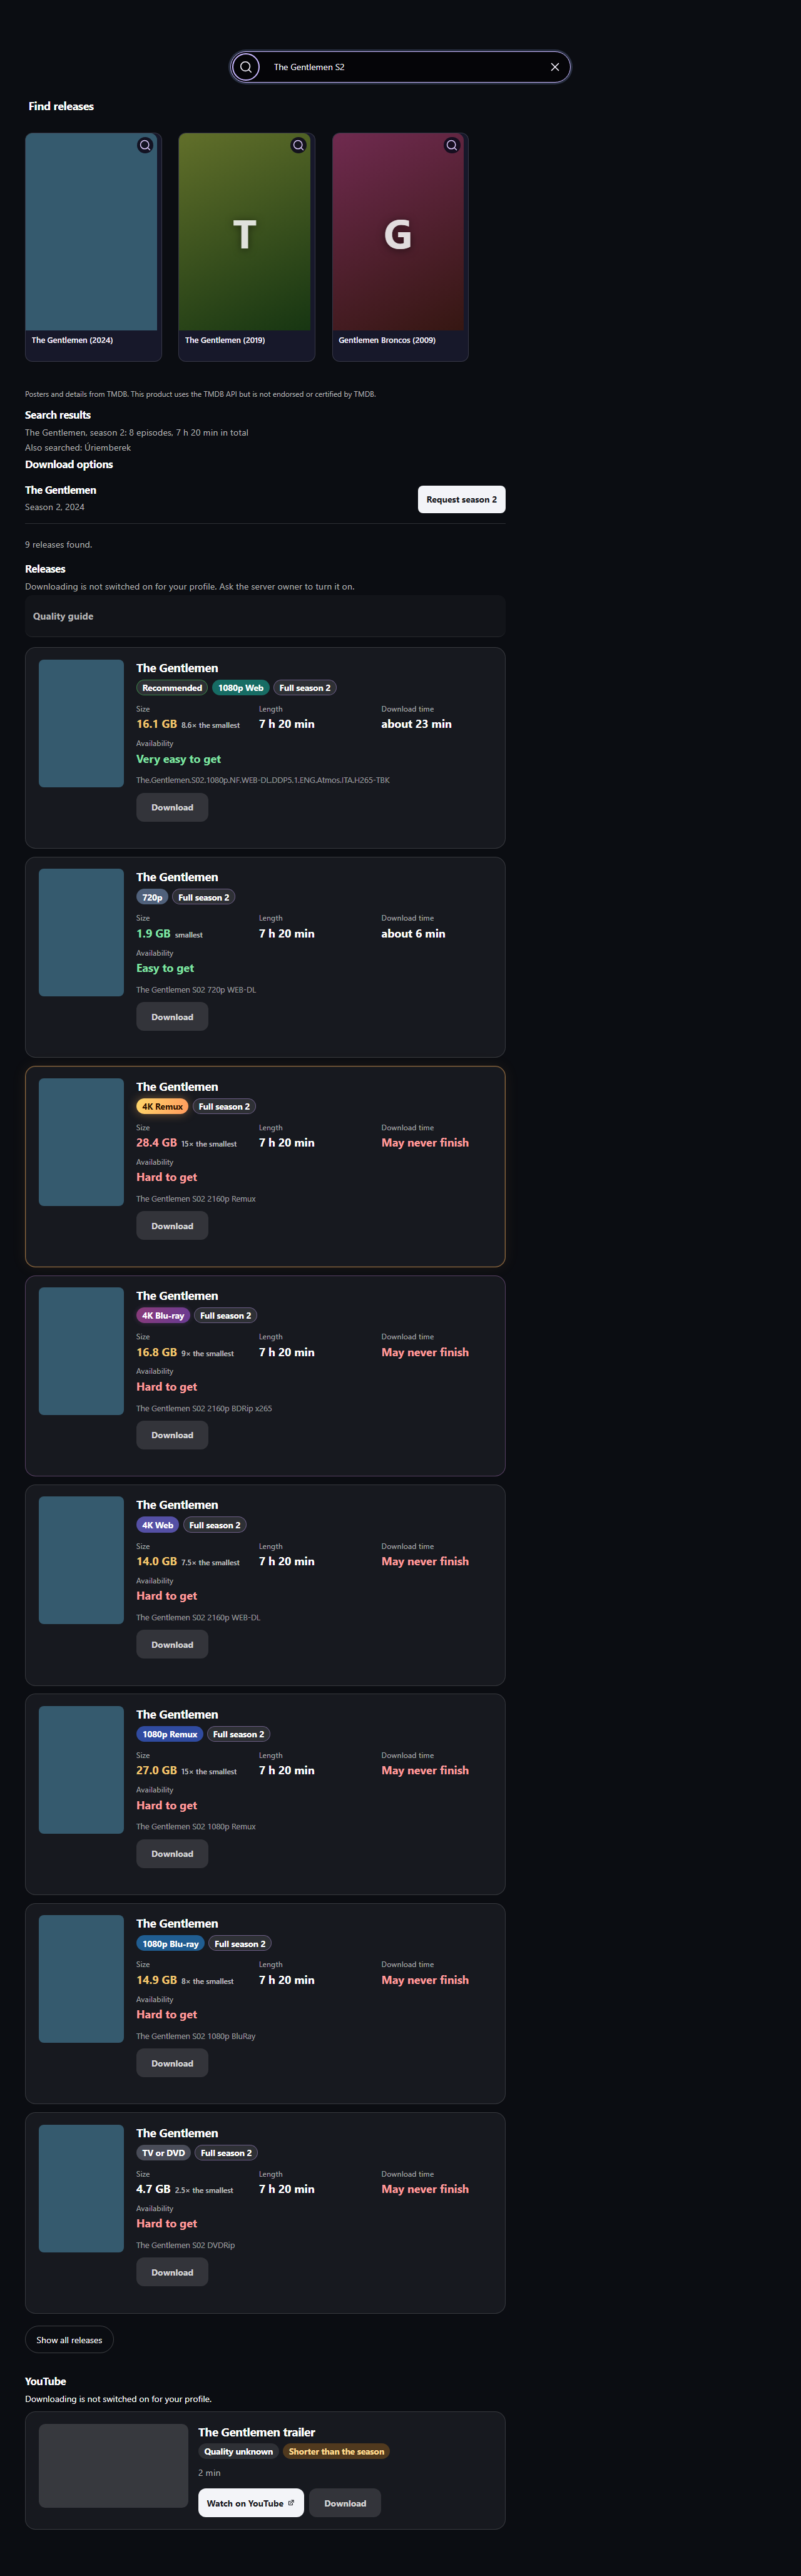 The Gentlemen S2
Find releases
T
G
The Gentlemen (2024)
The Gentlemen (2019)
Gentlemen Broncos (2009)
Posters and details from TMDB. This product uses the TMDB API but is not endorsed or certified by TMDB.
Search results
The Gentlemen, season 2: 8 episodes, 7 h 20 min in total
Also searched: Úriemberek
Download options
The Gentlemen
Season 2, 2024
Request season 2
9 releases found.
Releases
Downloading is not switched on for your profile. Ask the server owner to turn it on.
Quality guide
The Gentlemen
Recommended 1080p Web Full season 2
Size Length Download time
16.1 GB 8.6× the smallest 7 h 20 min about 23 min
Availability
Very easy to get
The.Gentlemen.S02.1080p.NF.WEB-DL.DDP5.1.ENG.Atmos.ITA.H265-TBK
Download
The Gentlemen
720p Full season 2
Size Length Download time
1.9 GB smallest 7 h 20 min about 6 min
Availability
Easy to get
The Gentlemen S02 720p WEB-DL
Download
The Gentlemen
4K Remux Full season 2
Size Length Download time
28.4 GB 15× the smallest 7 h 20 min May never finish
Availability
Hard to get
The Gentlemen S02 2160p Remux
Download
The Gentlemen
4K Blu-ray Full season 2
Size Length Download time
16.8 GB 9× the smallest 7 h 20 min May never finish
Availability
Hard to get
The Gentlemen S02 2160p BDRip x265
Download
The Gentlemen
4K Web Full season 2
Size Length Download time
14.0 GB 7.5× the smallest 7 h 20 min May never finish
Availability
Hard to get
The Gentlemen S02 2160p WEB-DL
Download
The Gentlemen
1080p Remux Full season 2
Size Length Download time
27.0 GB 15× the smallest 7 h 20 min May never finish
Availability
Hard to get
The Gentlemen S02 1080p Remux
Download
The Gentlemen
1080p Blu-ray Full season 2
Size Length Download time
14.9 GB 8× the smallest 7 h 20 min May never finish
Availability
Hard to get
The Gentlemen S02 1080p BluRay
Download
The Gentlemen
TV or DVD Full season 2
Size Length Download time
4.7 GB 2.5× the smallest 7 h 20 min May never finish
Availability
Hard to get
The Gentlemen S02 DVDRip
Download
Show all releases
YouTube
Downloading is not switched on for your profile.
The Gentlemen trailer
Quality unknown Shorter than the season
2 min
Watch on YouTube Download